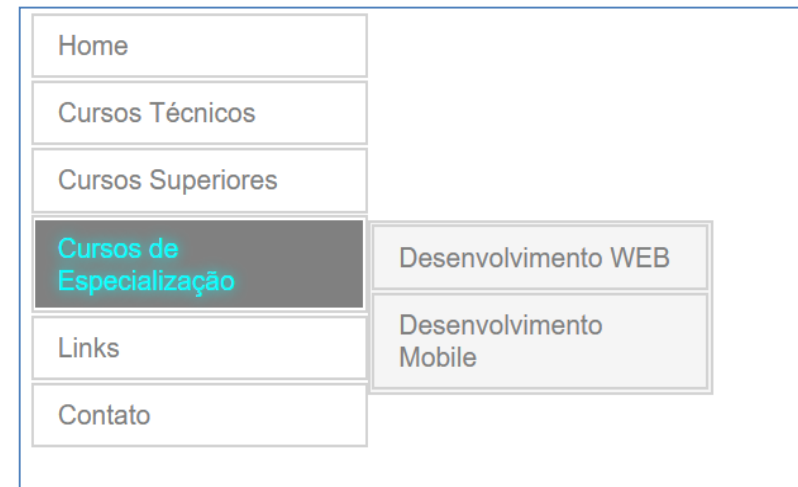 Home
Cursos Técnicos
Cursos Superiores
Cursos de
Especialização
Desenvolvimento WEB
Desenvolvimento
Mobile
Links
Contato